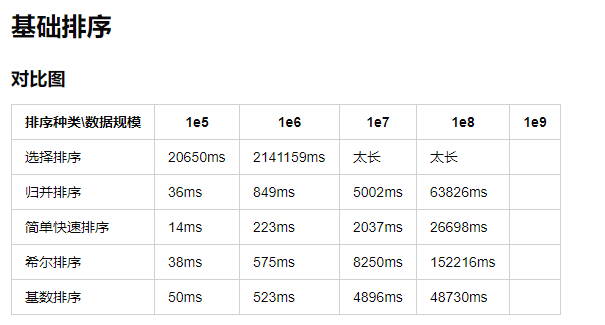 基础排序
对比图
排序种类\数据规模 1e5 1e6 1e7 1e8 1e9
选择排序 20650ms 2141159ms 太长 太长
归并排序 36ms 849ms 5002ms 63826ms
简单快速排序 14ms 223ms 2037ms 26698ms
希尔排序 38ms 575ms 8250ms 152216ms
基数排序 50ms 523ms 4896ms 48730ms